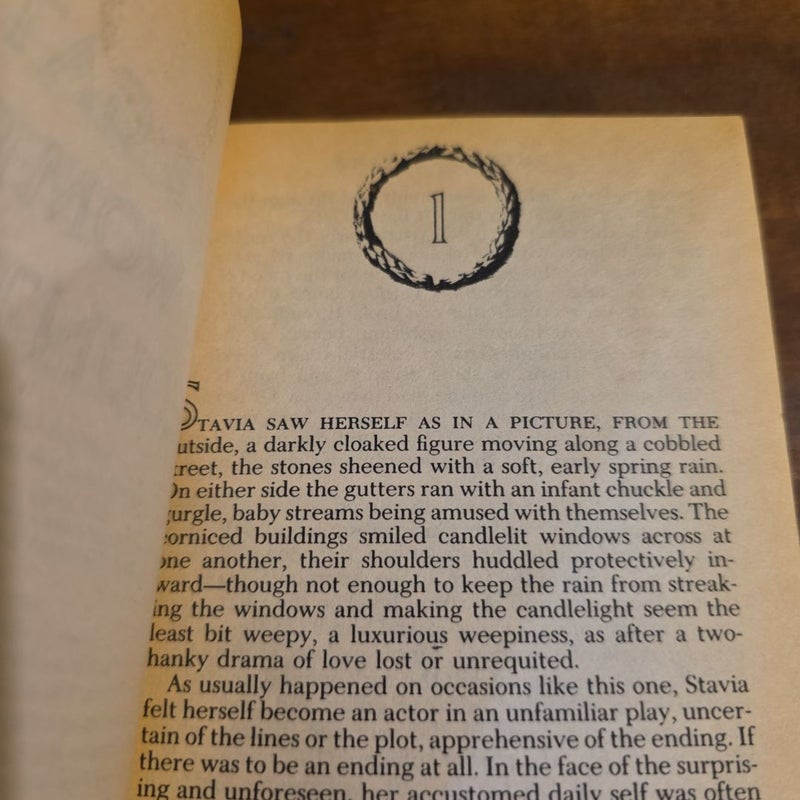 1
STAVIA SAW HERSELF AS IN A PICTURE, FROM THE
utside, a darkly cloaked figure moving along a cobbled
reet, the stones sheened with a soft, early spring rain.
On either side the gutters ran with an infant chuckle and
gurgle, baby streams being amused with themselves. The
corniced buildings smiled candlelit windows across at
one another, their shoulders huddled protectively in-
ward—though not enough to keep the rain from streak-
ing the windows and making the candlelight seem the
least bit weepy, a luxurious weepiness, as after a two-
hanky drama of love lost or unrequited.
As usually happened on occasions like this one, Stavia
felt herself become an actor in an unfamiliar play, uncer-
tain of the lines or the plot, apprehensive of the ending. If
there was to be an ending at all. In the face of the surpris-
ing and unforeseen, her accustomed daily self was often